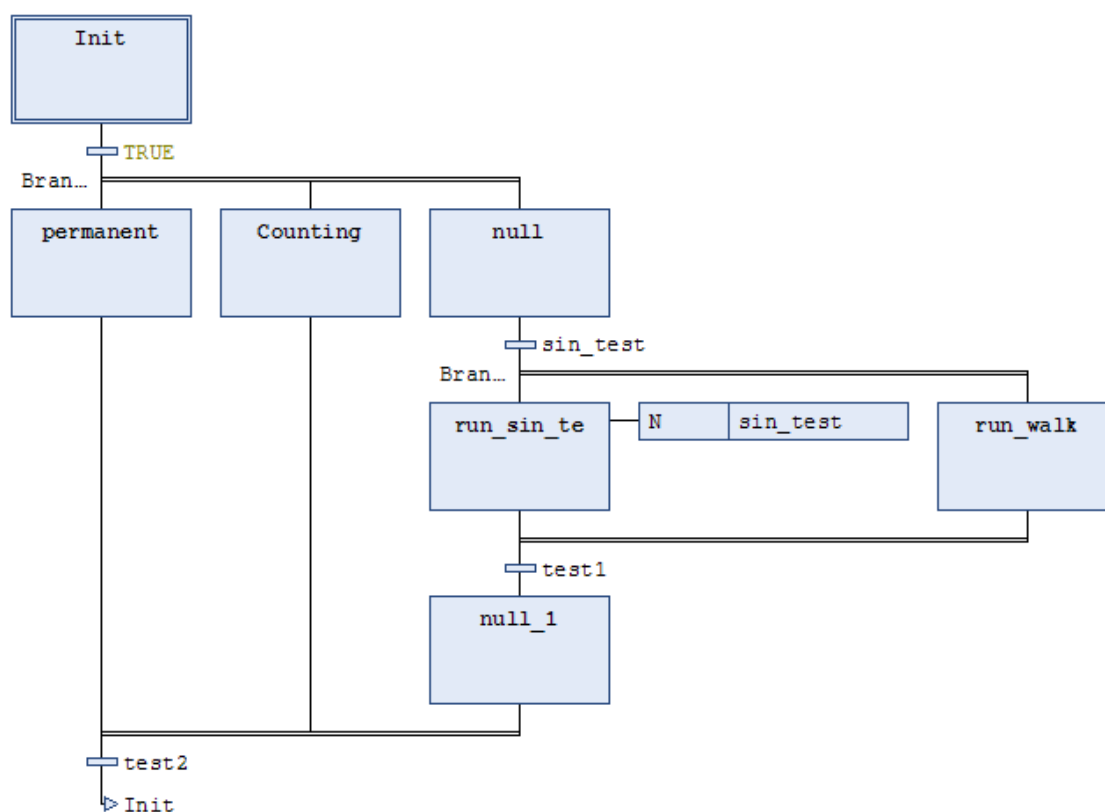 Init
TRUE
Bran…
permanent
Counting
null
sin_test
Bran…
run_sin_te
N
sin_test
run_walk
test1
null_1
test2
Init